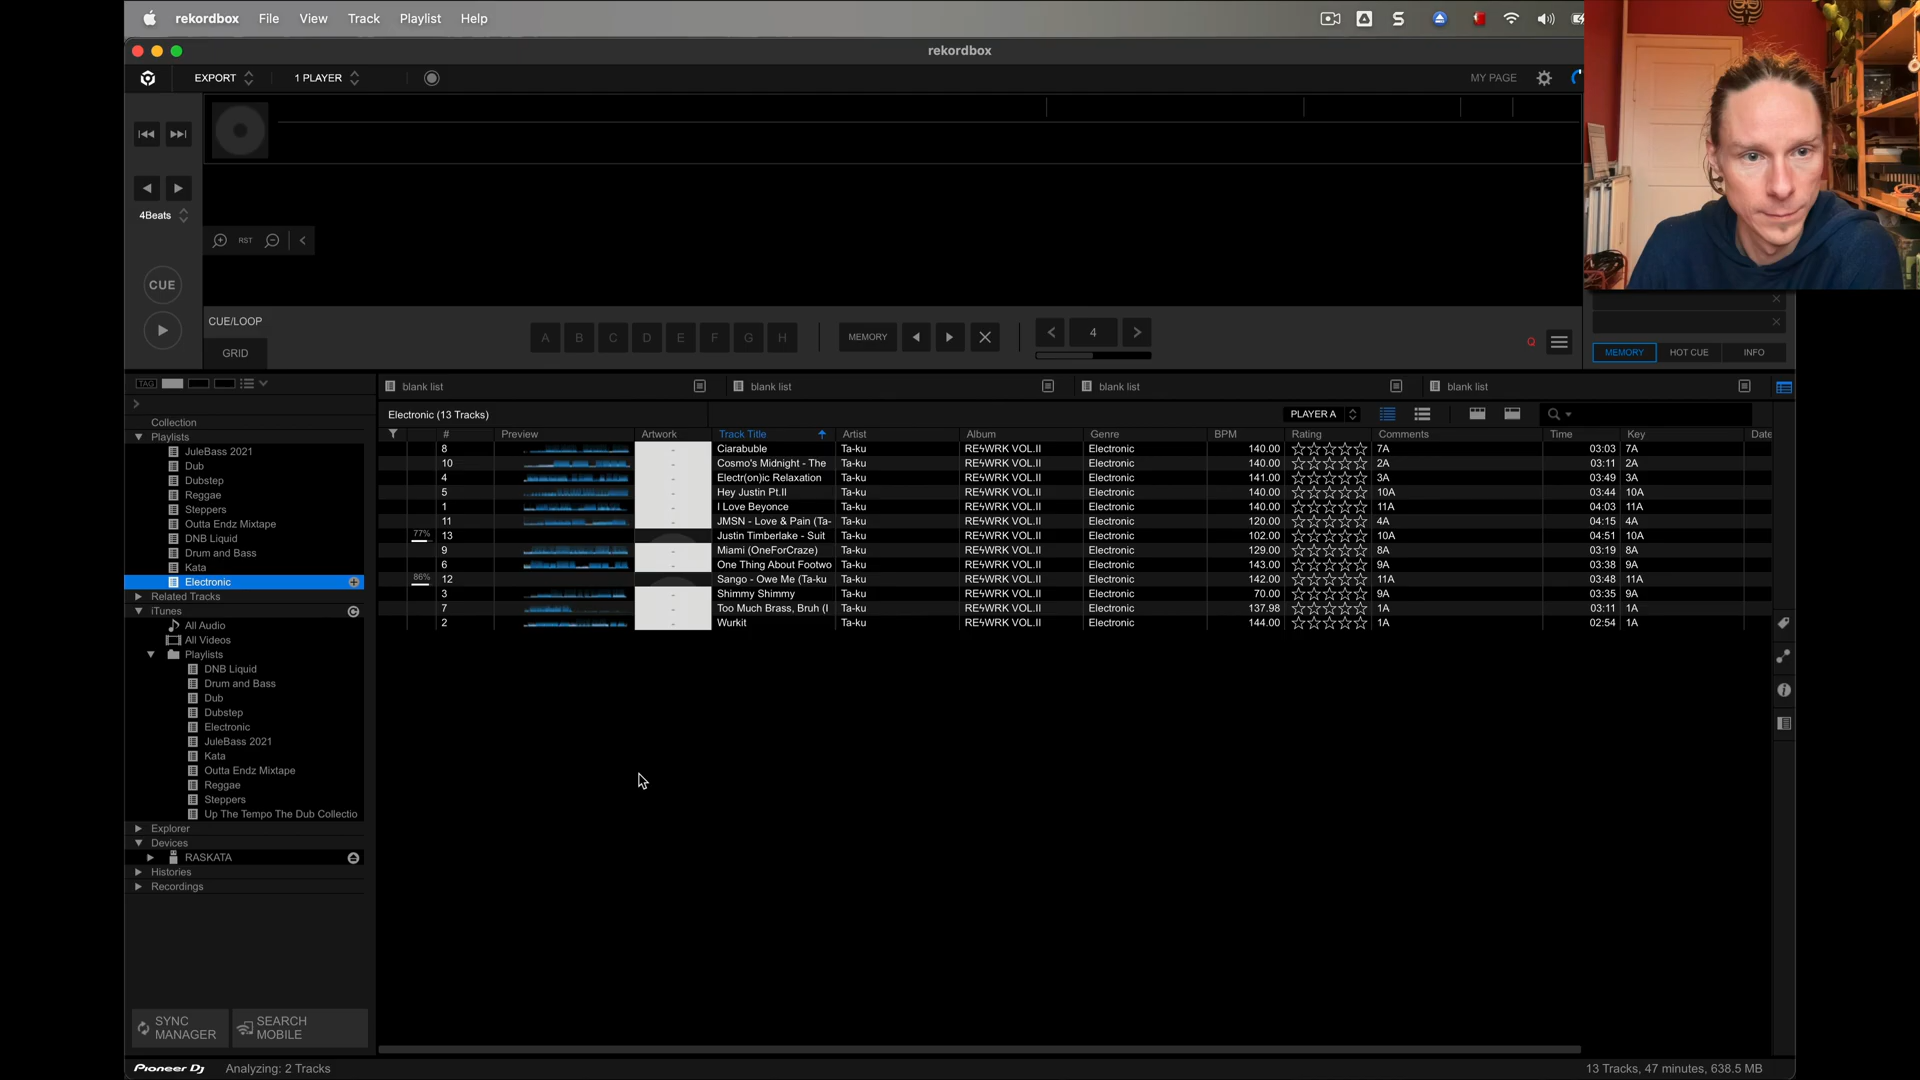 rekordbox File View Track Playlist Help
rekordbox
EXPORT 1 PLAYER MY PAGE
4Beats
RST
CUE
CUE/LOOP
GRID
A B C D E F G H MEMORY 4 Q
MEMORY HOT CUE INFO
TAG
blank list blank list blank list blank list
Electronic (13 Tracks) PLAYER A
# Preview Artwork Track Title Artist Album Genre BPM Rating Comments Time Key Date
8 Ciarabuble Ta-ku RE↯WRK VOL.II Electronic 140.00 7A 03:03 7A
10 Cosmo's Midnight - The Ta-ku RE↯WRK VOL.II Electronic 140.00 2A 03:11 2A
4 Electr(on)ic Relaxation Ta-ku RE↯WRK VOL.II Electronic 141.00 3A 03:49 3A
5 Hey Justin Pt.II Ta-ku RE↯WRK VOL.II Electronic 140.00 10A 03:44 10A
1 I Love Beyonce Ta-ku RE↯WRK VOL.II Electronic 140.00 11A 04:03 11A
11 JMSN - Love & Pain (Ta- Ta-ku RE↯WRK VOL.II Electronic 120.00 4A 04:15 4A
77% 13 Justin Timberlake - Suit Ta-ku RE↯WRK VOL.II Electronic 102.00 10A 04:51 10A
9 Miami (OneForCraze) Ta-ku RE↯WRK VOL.II Electronic 129.00 8A 03:19 8A
6 One Thing About Footwo Ta-ku RE↯WRK VOL.II Electronic 143.00 9A 03:38 9A
86% 12 Sango - Owe Me (Ta-ku Ta-ku RE↯WRK VOL.II Electronic 142.00 11A 03:48 11A
3 Shimmy Shimmy Ta-ku RE↯WRK VOL.II Electronic 70.00 9A 03:35 9A
7 Too Much Brass, Bruh (I Ta-ku RE↯WRK VOL.II Electronic 137.98 1A 03:11 1A
2 Wurkit Ta-ku RE↯WRK VOL.II Electronic 144.00 1A 02:54 1A
Collection
Playlists
JuleBass 2021
Dub
Dubstep
Reggae
Steppers
Outta Endz Mixtape
DNB Liquid
Drum and Bass
Kata
Electronic
Related Tracks
iTunes
All Audio
All Videos
Playlists
DNB Liquid
Drum and Bass
Dub
Dubstep
Electronic
JuleBass 2021
Kata
Outta Endz Mixtape
Reggae
Steppers
Up The Tempo The Dub Collectio
Explorer
Devices
RASKATA
Histories
Recordings
SYNC MANAGER
SEARCH MOBILE
Pioneer Dj Analyzing: 2 Tracks 13 Tracks, 47 minutes, 638.5 MB